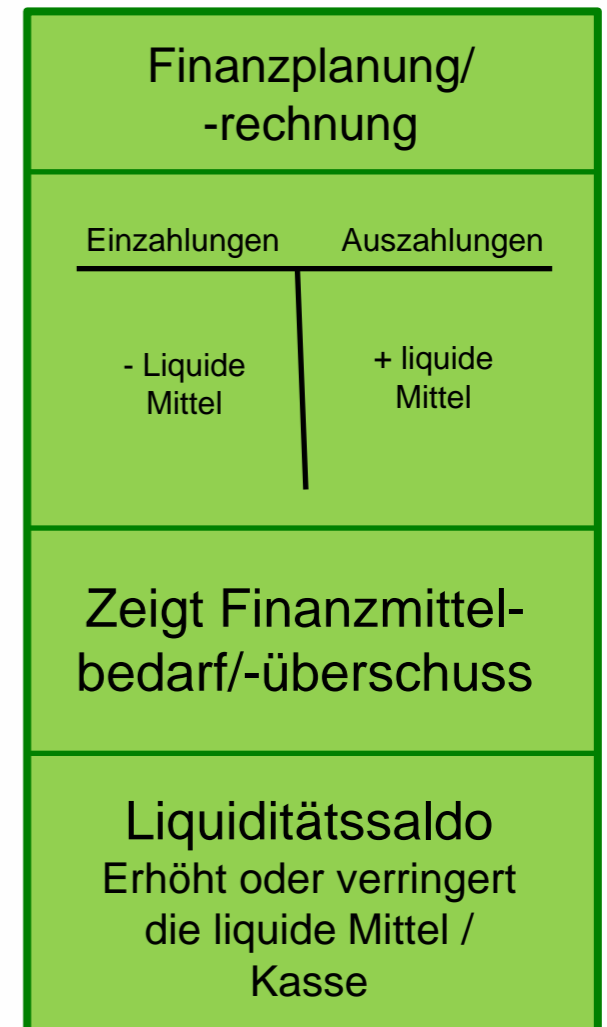 Finanzplanung/
-rechnung
Einzahlungen Auszahlungen
- Liquide
Mittel
+ liquide
Mittel
Zeigt Finanzmittel-
bedarf/-überschuss
Liquiditätssaldo
Erhöht oder verringert
die liquide Mittel /
Kasse